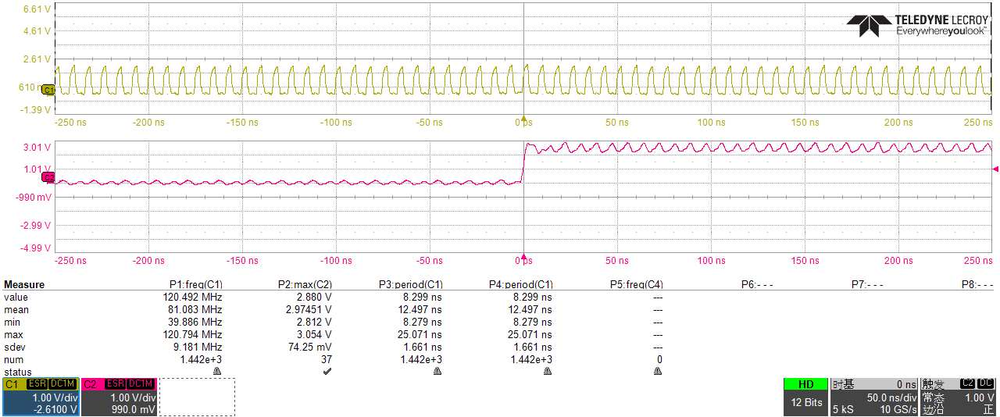 6.61 V
TELEDYNE LECROY
Everywhereyoulook™
4.61 V
2.61 V
610 m
C1
-1.39 V
-250 ns -200 ns -150 ns -100 ns -50 ns 0 ps 50 ns 100 ns 150 ns 200 ns 250 ns
3.01 V
1.01 V
C2
-990 mV
-2.99 V
-4.99 V
-250 ns -200 ns -150 ns -100 ns -50 ns 0 ps 50 ns 100 ns 150 ns 200 ns 250 ns
Measure P1:freq(C1) P2:max(C2) P3:period(C1) P4:period(C1) P5:freq(C4) P6:- - - P7:- - - P8:- - -
value 120.492 MHz 2.880 V 8.299 ns 8.299 ns ---
mean 81.083 MHz 2.97451 V 12.497 ns 12.497 ns ---
min 39.886 MHz 2.812 V 8.279 ns 8.279 ns ---
max 120.794 MHz 3.054 V 25.071 ns 25.071 ns ---
sdev 9.181 MHz 74.25 mV 1.661 ns 1.661 ns ---
num 1.442e+3 37 1.442e+3 1.442e+3 0
status
C1 ESR DC1M C2 ESR DC1M HD 时基 0 ns 触发 C2 DC
1.00 V/div 1.00 V/div 12 Bits 50.0 ns/div 常态 1.00 V
-2.6100 V 990.0 mV 5 kS 10 GS/s 边沿 正